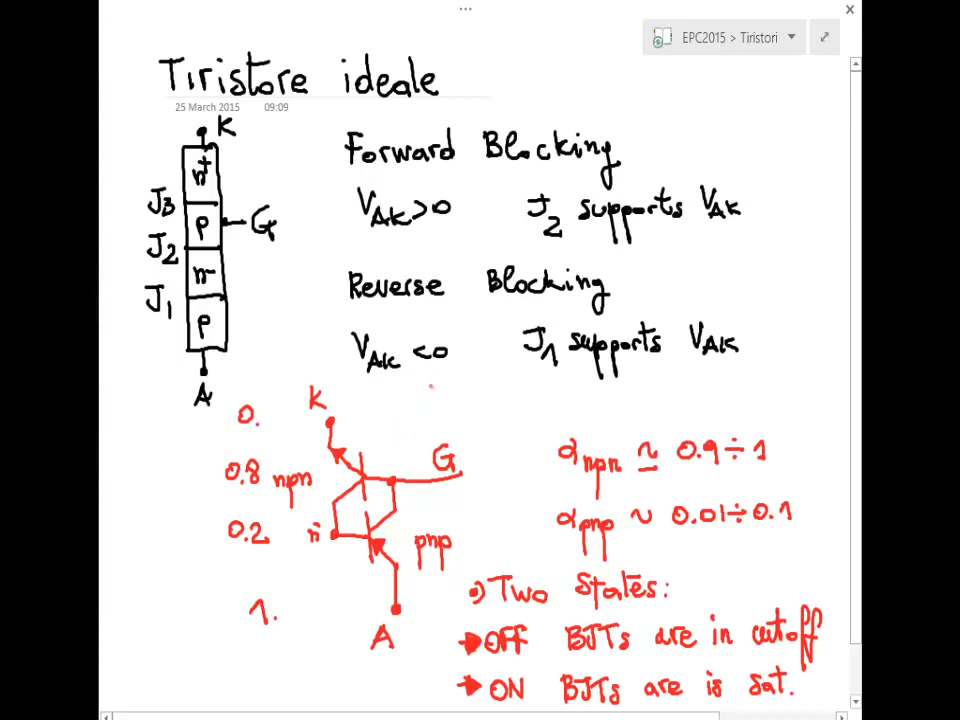 EPC2015 > Tiristori
Tiristore ideale
25 March 2015 09:09
K
n+
J3
p
G
J2
n-
J1
p
A
Forward Blocking
VAK>0 J2 supports VAK
Reverse Blocking
VAK<0 J1 supports VAK
0.
K
0.8 npn
G
0.2 n-
pnp
1.
A
αnpn ≃ 0.9÷1
αpnp ~ 0.01÷0.1
•) Two states:
→ OFF BJTs are in cutoff
→ ON BJTs are is sat.